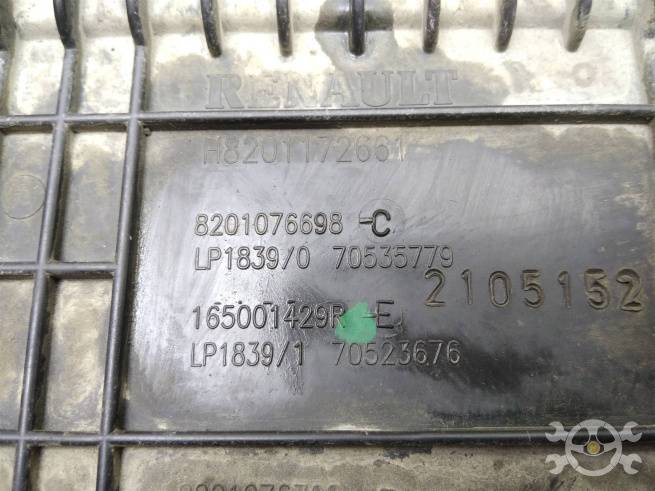 RENAULT
H8201172661
8201076698 -C
LP1839/0 70535779
2105152
165001429R -E
LP1839/1 70523676